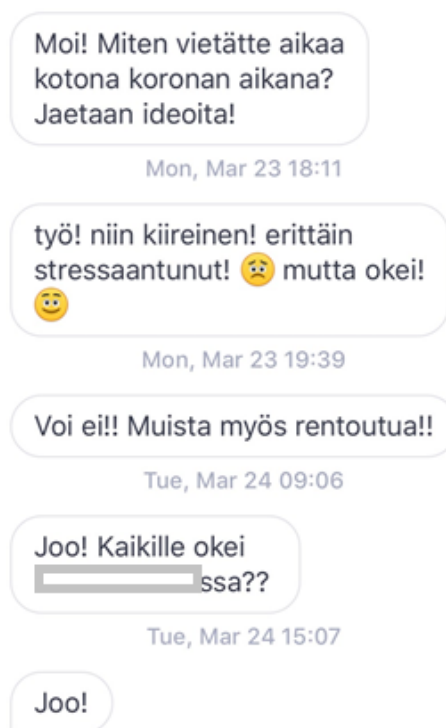 Moi! Miten vietätte aikaa
kotona koronan aikana?
Jaetaan ideoita!
Mon, Mar 23 18:11
työ! niin kiireinen! erittäin
stressaantunut! 😟 mutta okei!
🙂
Mon, Mar 23 19:39
Voi ei!! Muista myös rentoutua!!
Tue, Mar 24 09:06
Joo! Kaikille okei
ssa??
Tue, Mar 24 15:07
Joo!